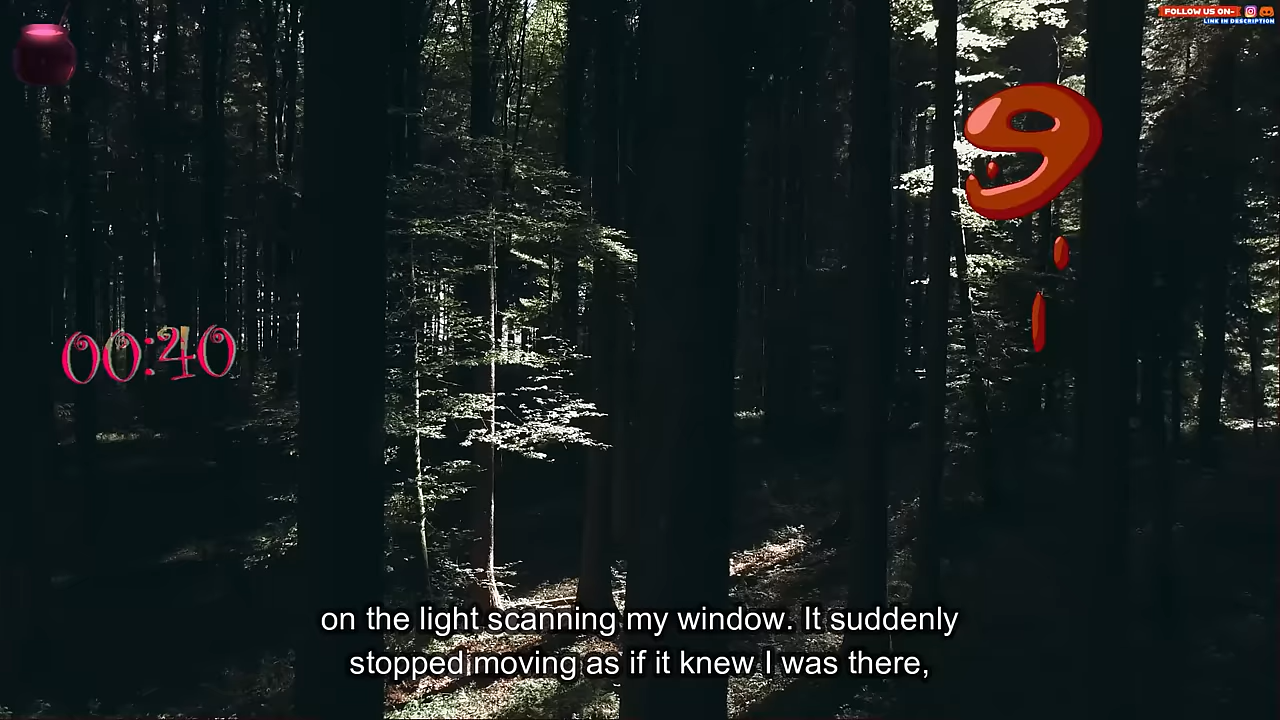 FOLLOW US ON-
LINK IN DESCRIPTION
9
00:40
on the light scanning my window. It suddenly
stopped moving as if it knew I was there,